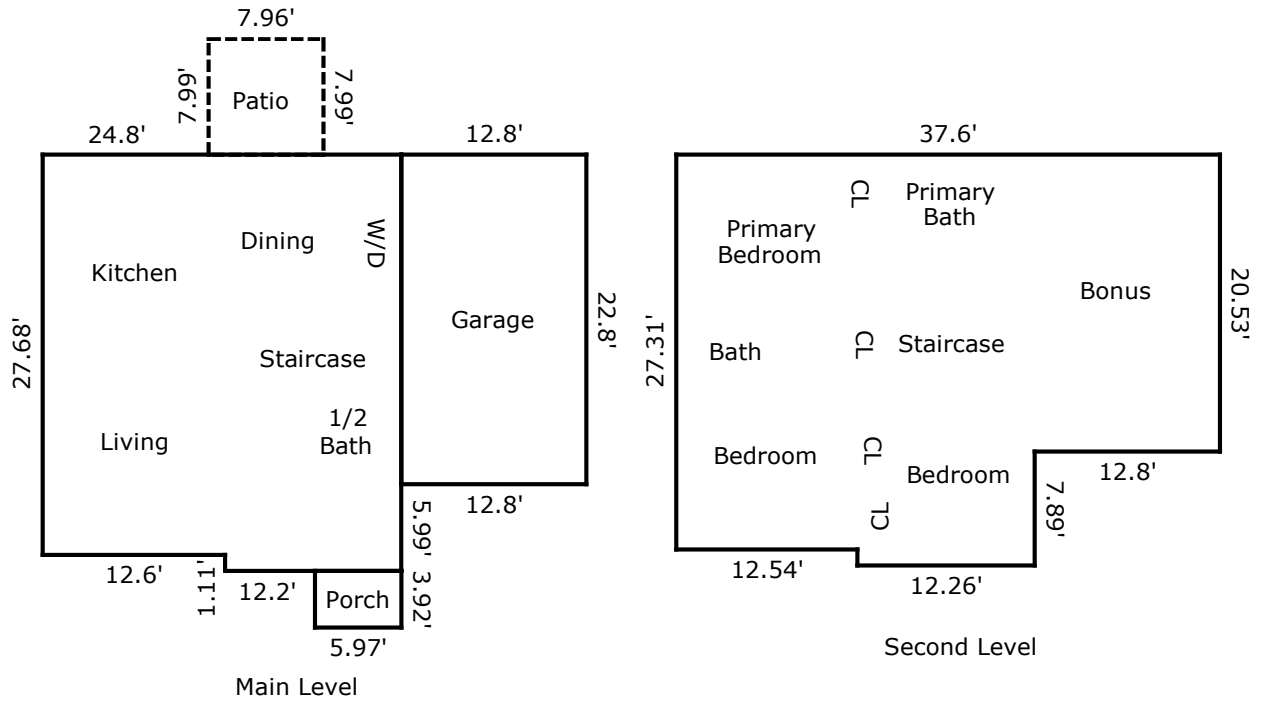 7.96'
7.99'
Patio
7.99'
24.8'
12.8'
Dining
W/D
Kitchen
Garage
22.8'
27.68'
Staircase
1/2
Bath
Living
12.8'
5.99'
12.6'
1.11'
12.2'
Porch
3.92'
5.97'
Main Level
37.6'
CL
Primary
Bath
Primary
Bedroom
Bonus
20.53'
27.31'
Bath
CL
Staircase
CL
Bedroom
Bedroom
12.8'
CL
7.89'
12.54'
12.26'
Second Level